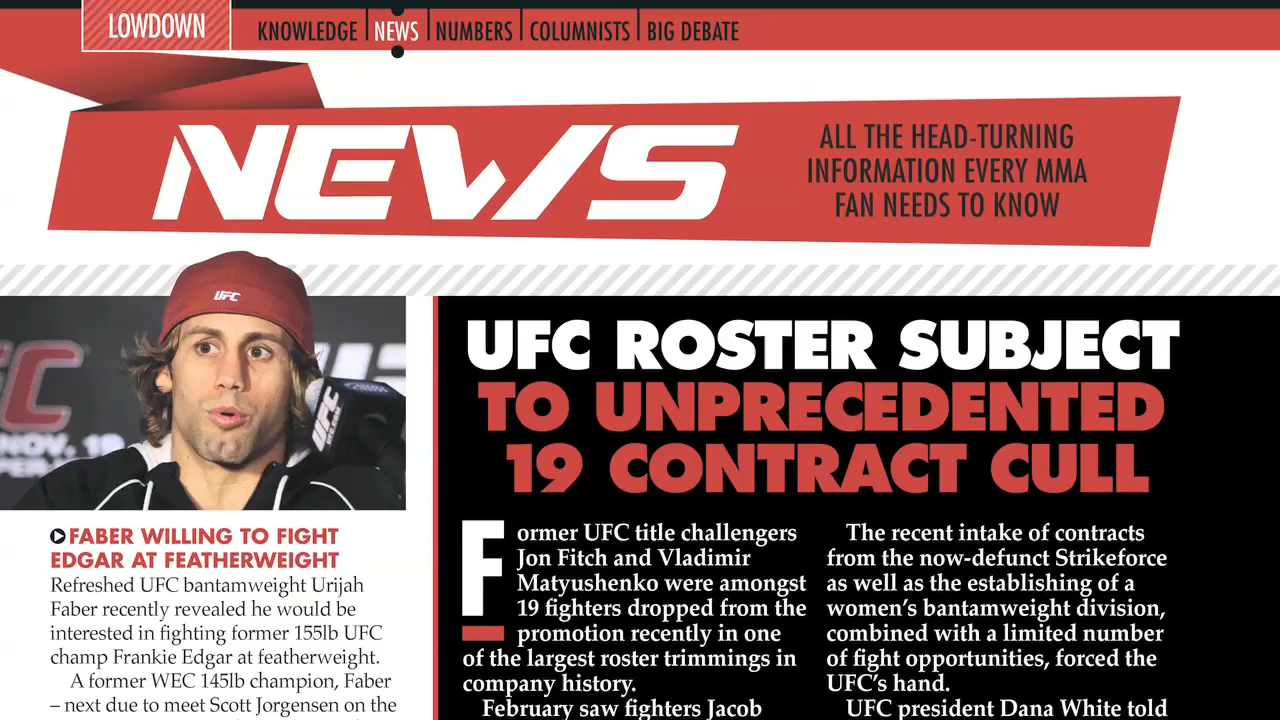 LOWDOWN
KNOWLEDGE
NEWS
NUMBERS
COLUMNISTS
BIG DEBATE
NEWS
ALL THE HEAD-TURNING
INFORMATION EVERY MMA
FAN NEEDS TO KNOW
UFC
FC
NOV. 19
UFC
FABER WILLING TO FIGHT
EDGAR AT FEATHERWEIGHT
Refreshed UFC bantamweight Urijah
Faber recently revealed he would be
interested in fighting former 155lb UFC
champ Frankie Edgar at featherweight.
A former WEC 145lb champion, Faber
– next due to meet Scott Jorgensen on the
UFC ROSTER SUBJECT
TO UNPRECEDENTED
19 CONTRACT CULL
Former UFC title challengers
Jon Fitch and Vladimir
Matyushenko were amongst
19 fighters dropped from the
promotion recently in one
of the largest roster trimmings in
company history.
February saw fighters Jacob
The recent intake of contracts
from the now-defunct Strikeforce
as well as the establishing of a
women's bantamweight division,
combined with a limited number
of fight opportunities, forced the
UFC's hand.
UFC president Dana White told